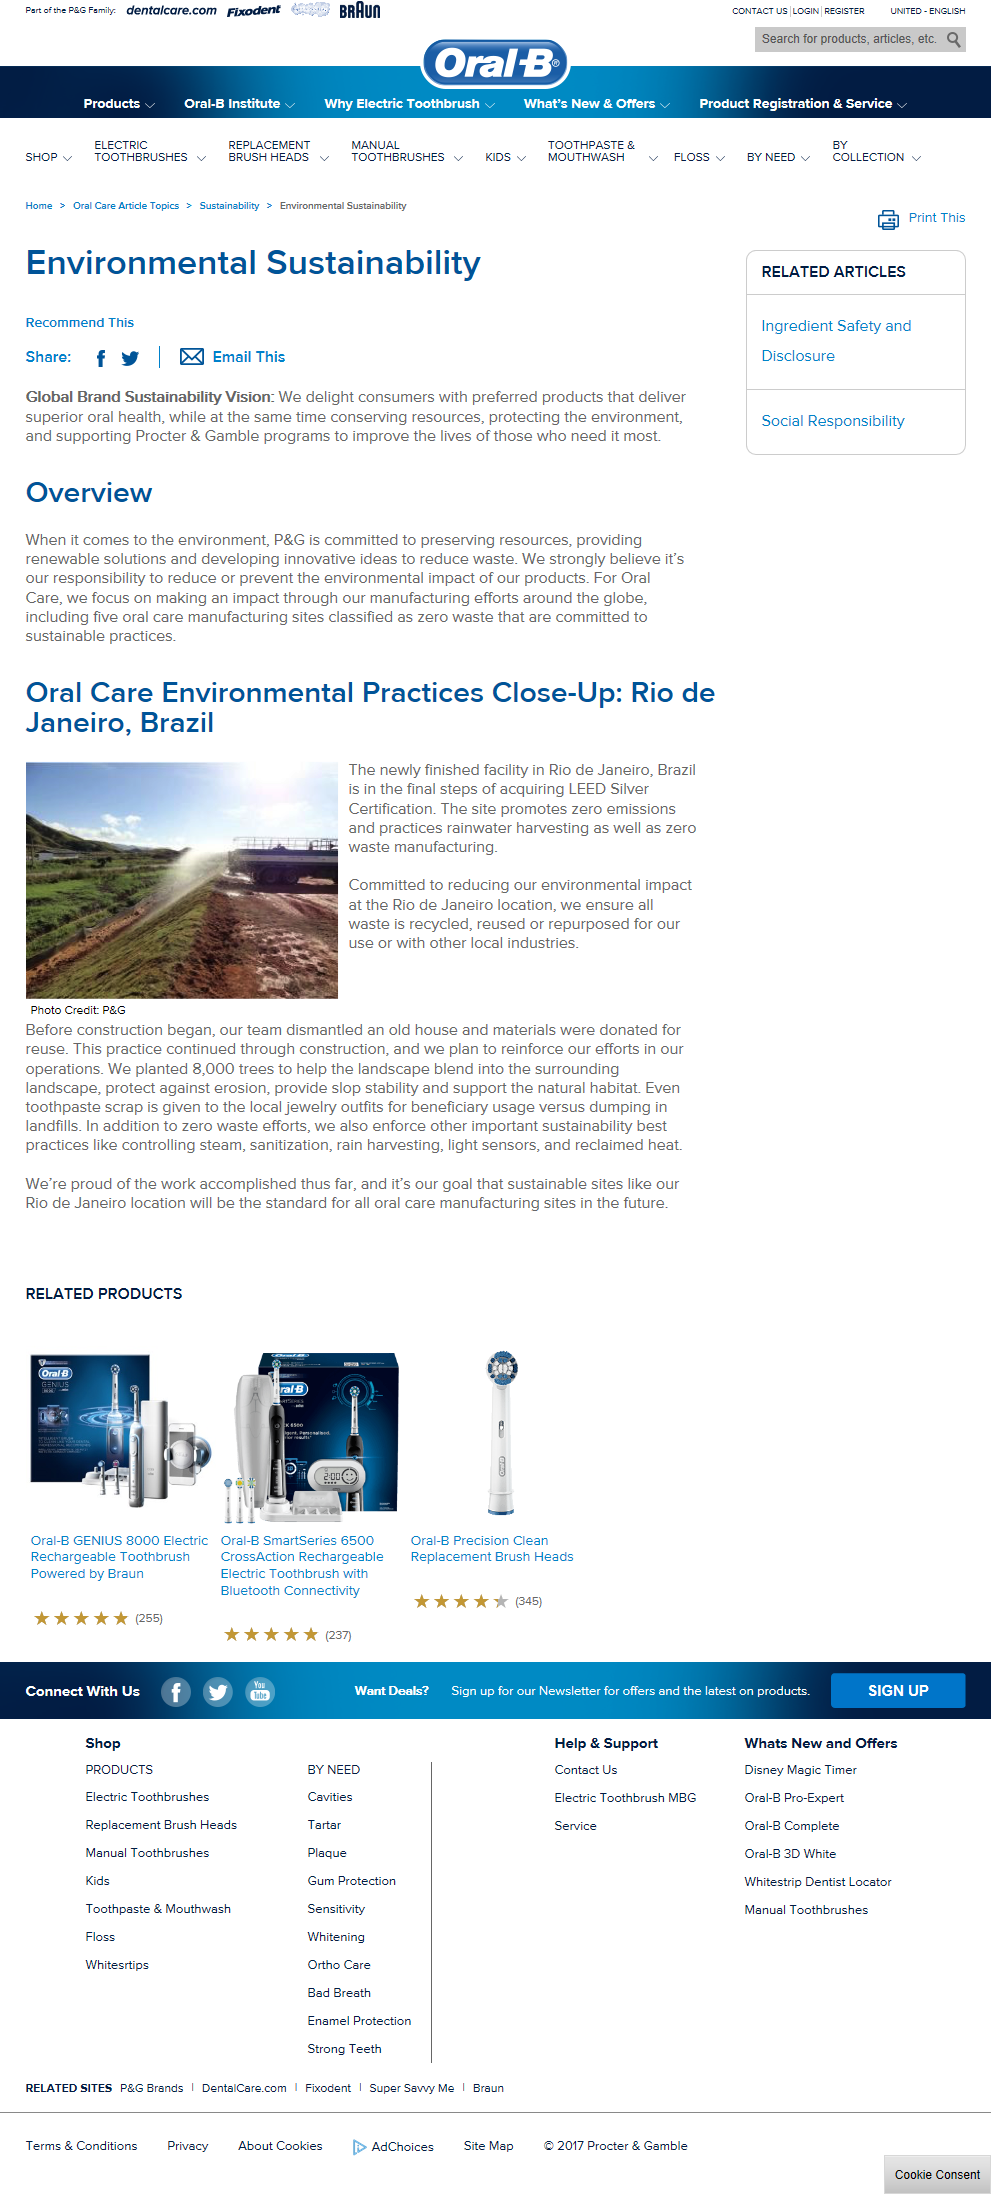 Part of the P&G Family: dentalcare.com Fixodent BRAUN
CONTACT US LOGIN REGISTER UNITED - ENGLISH
Search for products, articles, etc.
Oral-B®
Products Oral-B Institute Why Electric Toothbrush What's New & Offers Product Registration & Service
SHOP ELECTRIC TOOTHBRUSHES REPLACEMENT BRUSH HEADS MANUAL TOOTHBRUSHES KIDS TOOTHPASTE & MOUTHWASH FLOSS BY NEED BY COLLECTION
Home > Oral Care Article Topics > Sustainability > Environmental Sustainability
Print This
Environmental Sustainability
Recommend This
Share: Email This
Global Brand Sustainability Vision: We delight consumers with preferred products that deliver
superior oral health, while at the same time conserving resources, protecting the environment,
and supporting Procter & Gamble programs to improve the lives of those who need it most.
RELATED ARTICLES
Ingredient Safety and
Disclosure
Social Responsibility
Overview
When it comes to the environment, P&G is committed to preserving resources, providing
renewable solutions and developing innovative ideas to reduce waste. We strongly believe it's
our responsibility to reduce or prevent the environmental impact of our products. For Oral
Care, we focus on making an impact through our manufacturing efforts around the globe,
including five oral care manufacturing sites classified as zero waste that are committed to
sustainable practices.
Oral Care Environmental Practices Close-Up: Rio de
Janeiro, Brazil
The newly finished facility in Rio de Janeiro, Brazil
is in the final steps of acquiring LEED Silver
Certification. The site promotes zero emissions
and practices rainwater harvesting as well as zero
waste manufacturing.
Committed to reducing our environmental impact
at the Rio de Janeiro location, we ensure all
waste is recycled, reused or repurposed for our
use or with other local industries.
Photo Credit: P&G
Before construction began, our team dismantled an old house and materials were donated for
reuse. This practice continued through construction, and we plan to reinforce our efforts in our
operations. We planted 8,000 trees to help the landscape blend into the surrounding
landscape, protect against erosion, provide slop stability and support the natural habitat. Even
toothpaste scrap is given to the local jewelry outfits for beneficiary usage versus dumping in
landfills. In addition to zero waste efforts, we also enforce other important sustainability best
practices like controlling steam, sanitization, rain harvesting, light sensors, and reclaimed heat.
We're proud of the work accomplished thus far, and it's our goal that sustainable sites like our
Rio de Janeiro location will be the standard for all oral care manufacturing sites in the future.
RELATED PRODUCTS
Oral-B
GENIUS
Oral-B GENIUS 8000 Electric
Rechargeable Toothbrush
Powered by Braun
(255)
Oral-B SmartSeries 6500
CrossAction Rechargeable
Electric Toothbrush with
Bluetooth Connectivity
(237)
Oral-B Precision Clean
Replacement Brush Heads
(345)
Connect With Us You Tube Want Deals? Sign up for our Newsletter for offers and the latest on products. SIGN UP
Shop
PRODUCTS
Electric Toothbrushes
Replacement Brush Heads
Manual Toothbrushes
Kids
Toothpaste & Mouthwash
Floss
Whitesrtips
BY NEED
Cavities
Tartar
Plaque
Gum Protection
Sensitivity
Whitening
Ortho Care
Bad Breath
Enamel Protection
Strong Teeth
Help & Support
Contact Us
Electric Toothbrush MBG
Service
Whats New and Offers
Disney Magic Timer
Oral-B Pro-Expert
Oral-B Complete
Oral-B 3D White
Whitestrip Dentist Locator
Manual Toothbrushes
RELATED SITES P&G Brands | DentalCare.com | Fixodent | Super Savvy Me | Braun
Terms & Conditions Privacy About Cookies AdChoices Site Map © 2017 Procter & Gamble
Cookie Consent